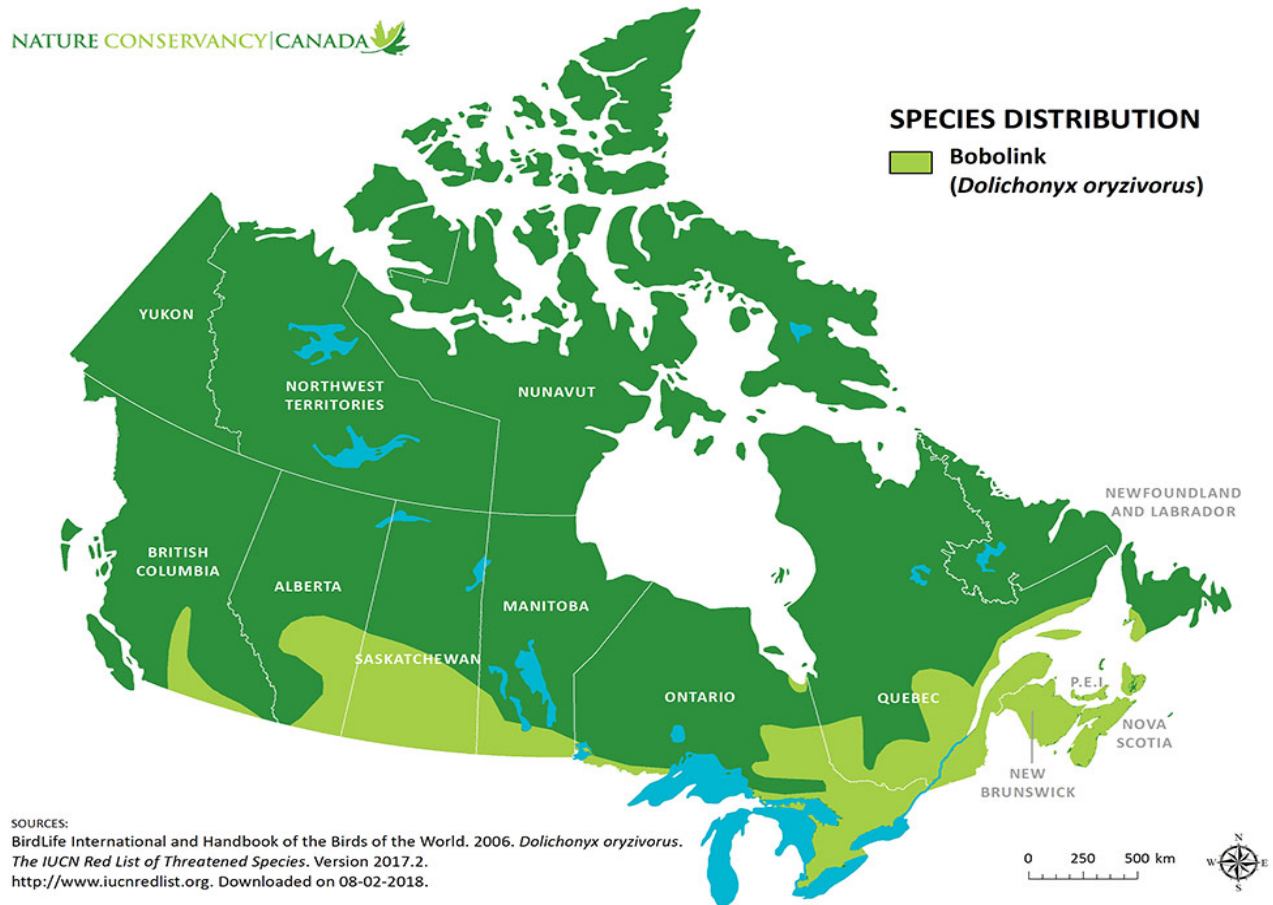 NATURE CONSERVANCY|CANADA
SPECIES DISTRIBUTION
Bobolink
(Dolichonyx oryzivorus)
YUKON
NORTHWEST
TERRITORIES
NUNAVUT
NEWFOUNDLAND
AND LABRADOR
BRITISH
COLUMBIA
ALBERTA
MANITOBA
SASKATCHEWAN
ONTARIO
QUEBEC
P.E.I.
NOVA
SCOTIA
NEW
BRUNSWICK
SOURCES:
BirdLife International and Handbook of the Birds of the World. 2006. Dolichonyx oryzivorus.
The IUCN Red List of Threatened Species. Version 2017.2.
http://www.iucnredlist.org. Downloaded on 08-02-2018.
0 250 500 km
N
W E
S